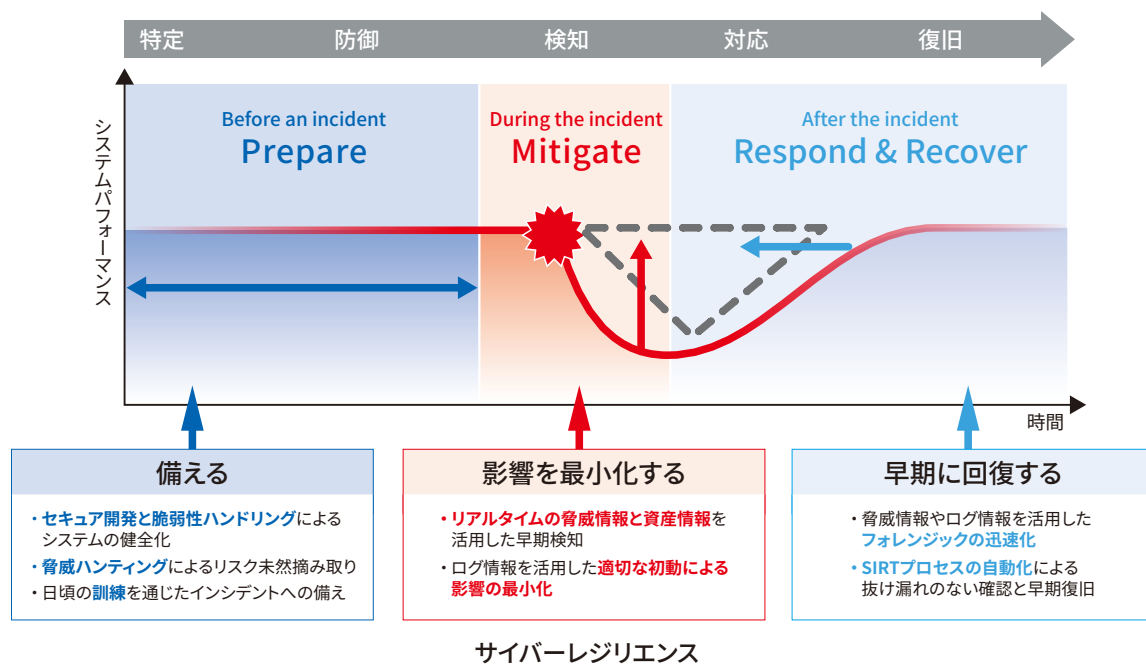 特定 防御 検知 対応 復旧
システムパフォーマンス
Before an incident
Prepare
During the incident
Mitigate
After the incident
Respond & Recover
時間
備える
・セキュア開発と脆弱性ハンドリングによる
システムの健全化
・脅威ハンティングによるリスク未然摘み取り
・日頃の訓練を通じたインシデントへの備え
影響を最小化する
・リアルタイムの脅威情報と資産情報を
活用した早期検知
・ログ情報を活用した適切な初動による
影響の最小化
早期に回復する
・脅威情報やログ情報を活用した
フォレンジックの迅速化
・SIRTプロセスの自動化による
抜け漏れのない確認と早期復旧
サイバーレジリエンス